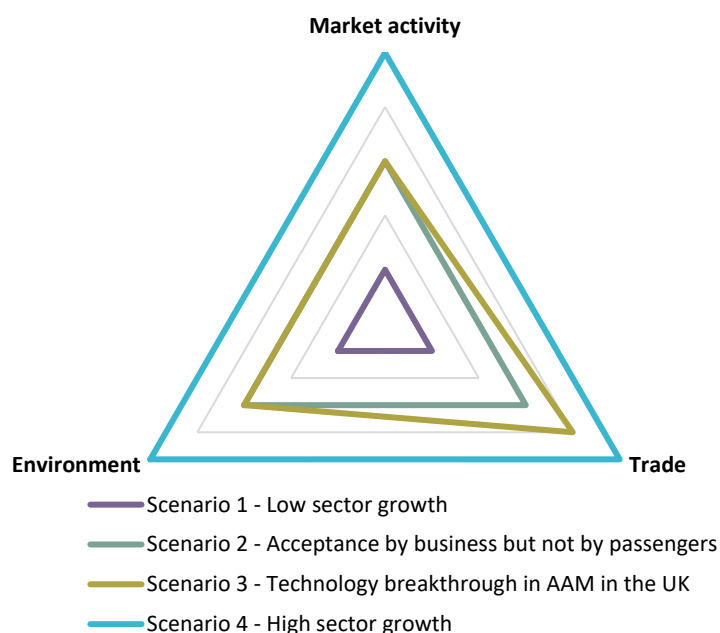 Market activity
Environment
Trade
Scenario 1 - Low sector growth
Scenario 2 - Acceptance by business but not by passengers
Scenario 3 - Technology breakthrough in AAM in the UK
Scenario 4 - High sector growth